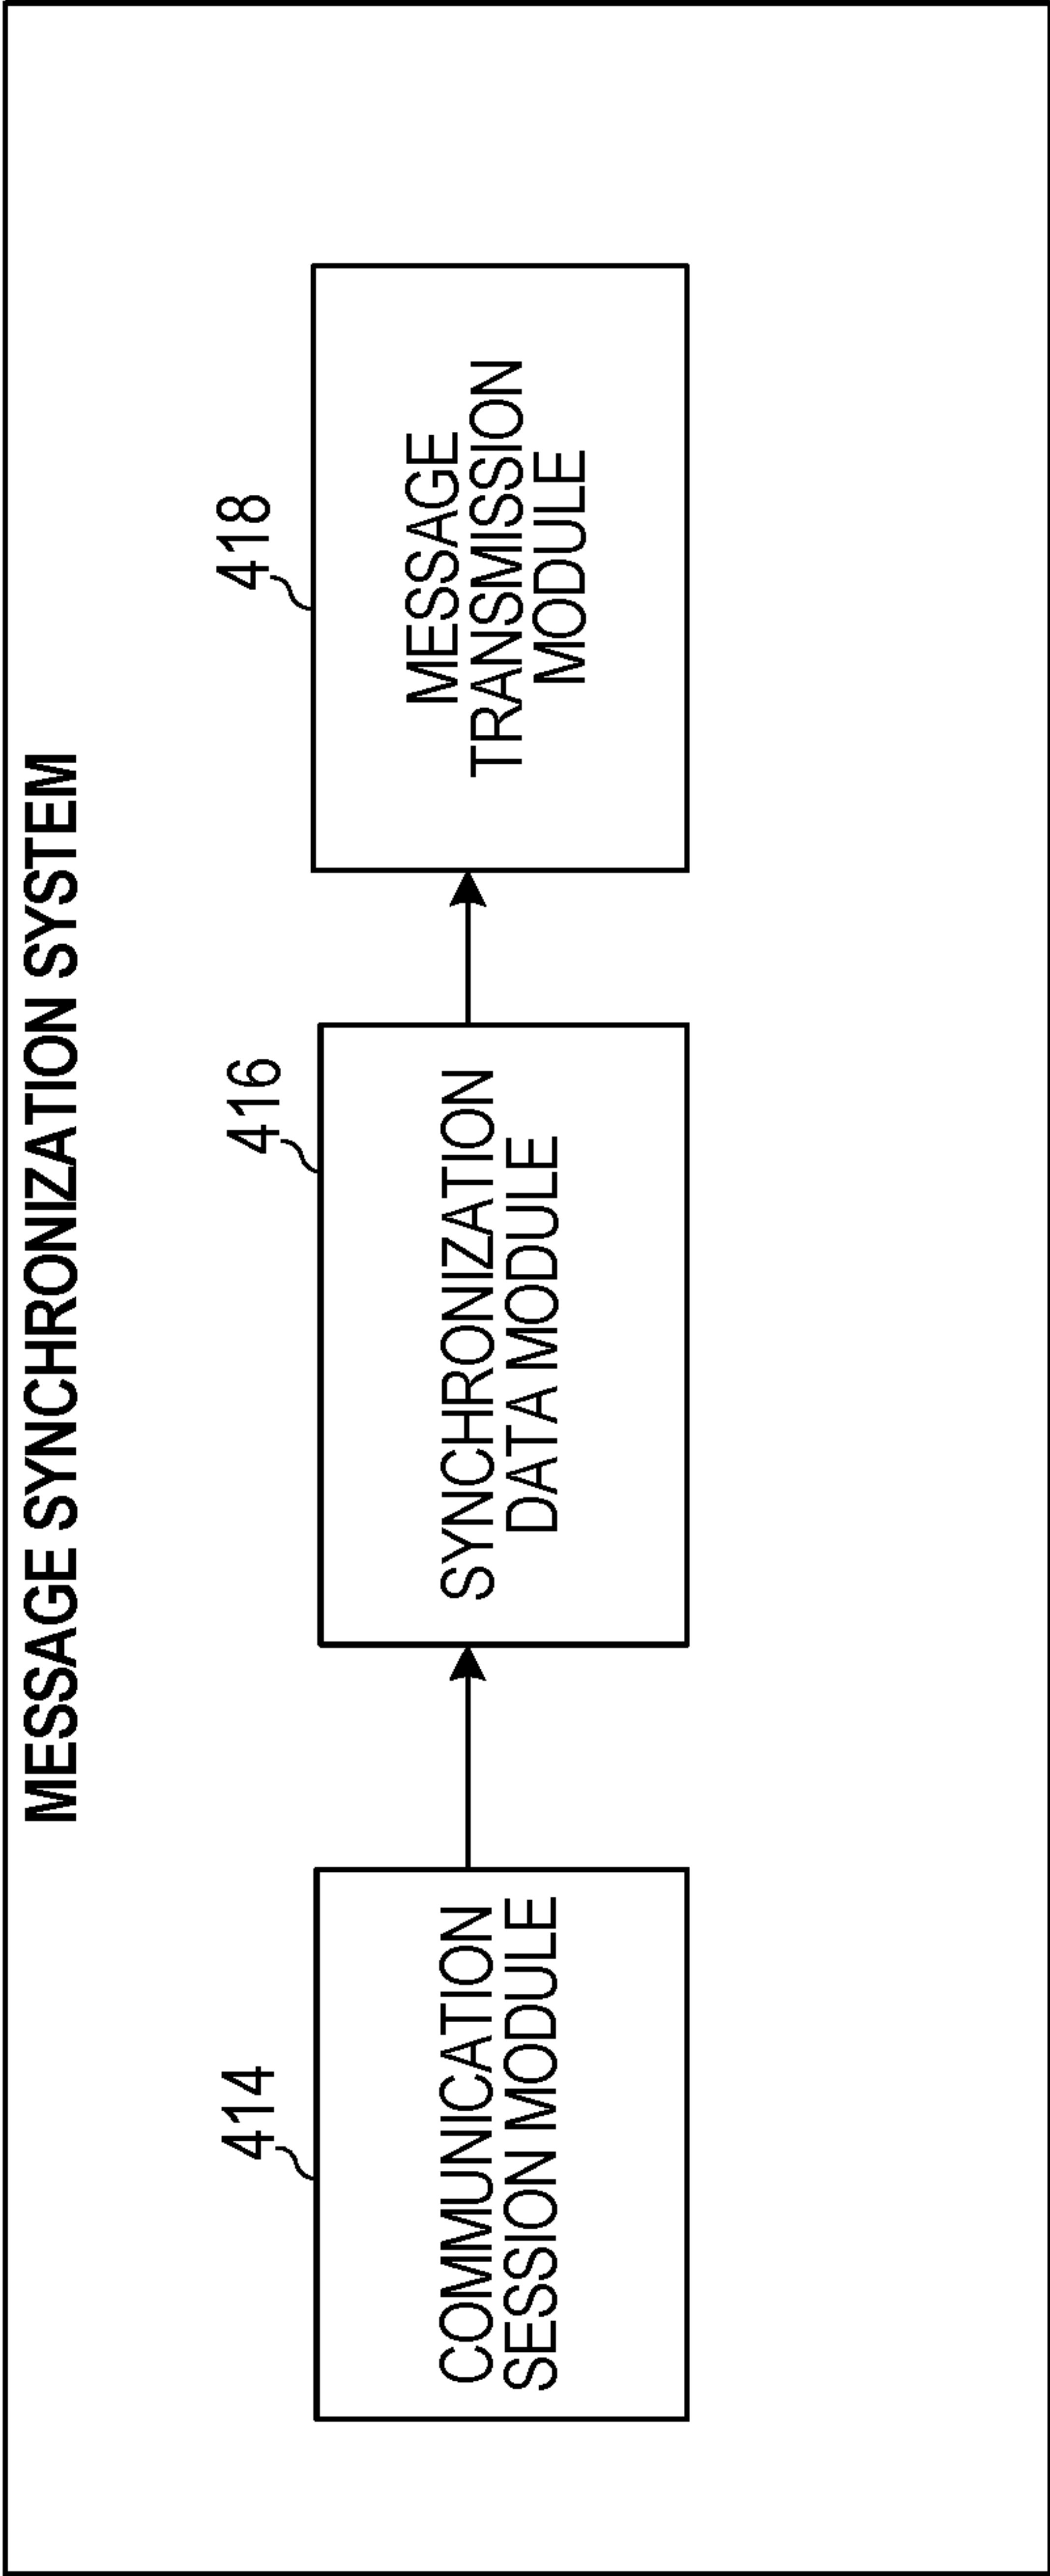 MESSAGE SYNCHRONIZATION SYSTEM
414
COMMUNICATION
SESSION MODULE
416
SYNCHRONIZATION
DATA MODULE
418
MESSAGE
TRANSMISSION
MODULE